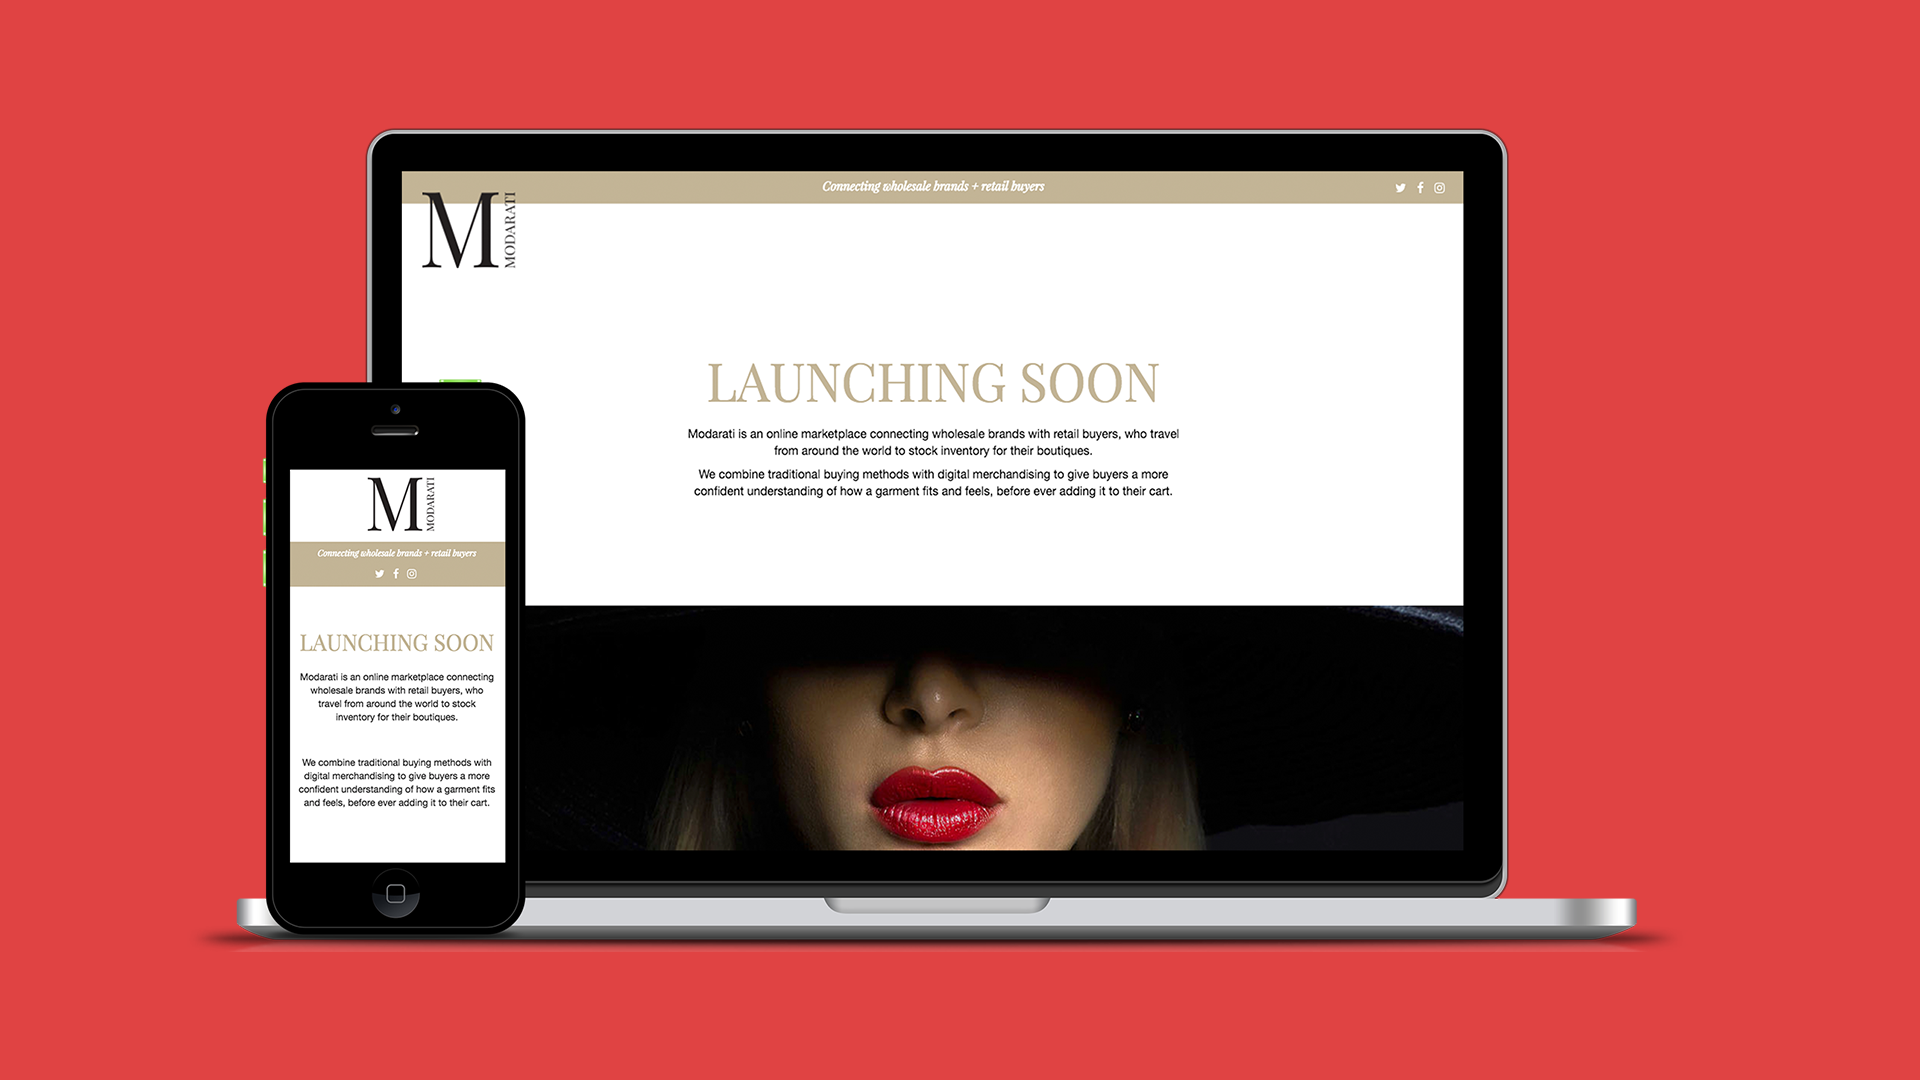 Connecting wholesale brands + retail buyers
M
MODARATI
LAUNCHING SOON
Modarati is an online marketplace connecting wholesale brands with retail buyers, who travel
from around the world to stock inventory for their boutiques.
We combine traditional buying methods with digital merchandising to give buyers a more
confident understanding of how a garment fits and feels, before ever adding it to their cart.
M
MODARATI
Connecting wholesale brands + retail buyers
LAUNCHING SOON
Modarati is an online marketplace connecting
wholesale brands with retail buyers, who
travel from around the world to stock
inventory for their boutiques.
We combine traditional buying methods with
digital merchandising to give buyers a more
confident understanding of how a garment fits
and feels, before ever adding it to their cart.